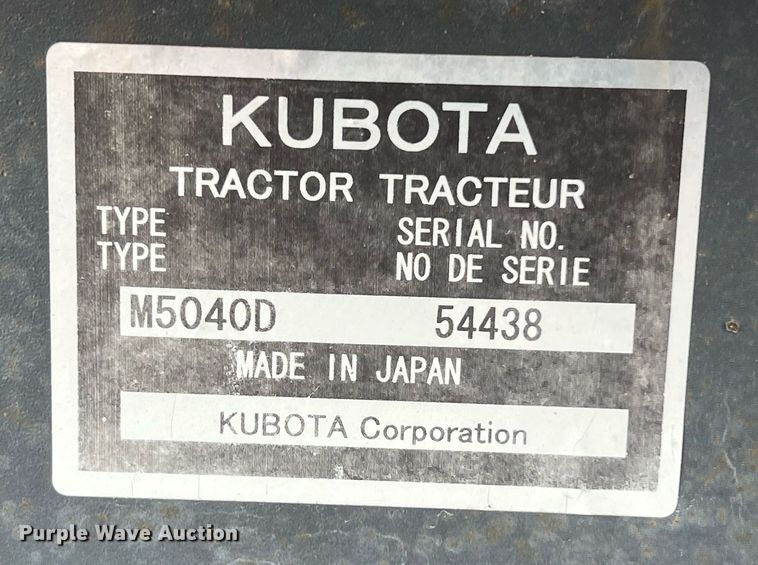 KUBOTA
TRACTOR TRACTEUR
TYPE SERIAL NO.
TYPE NO DE SERIE
M5040D 54438
MADE IN JAPAN
KUBOTA Corporation
Purple Wave Auction